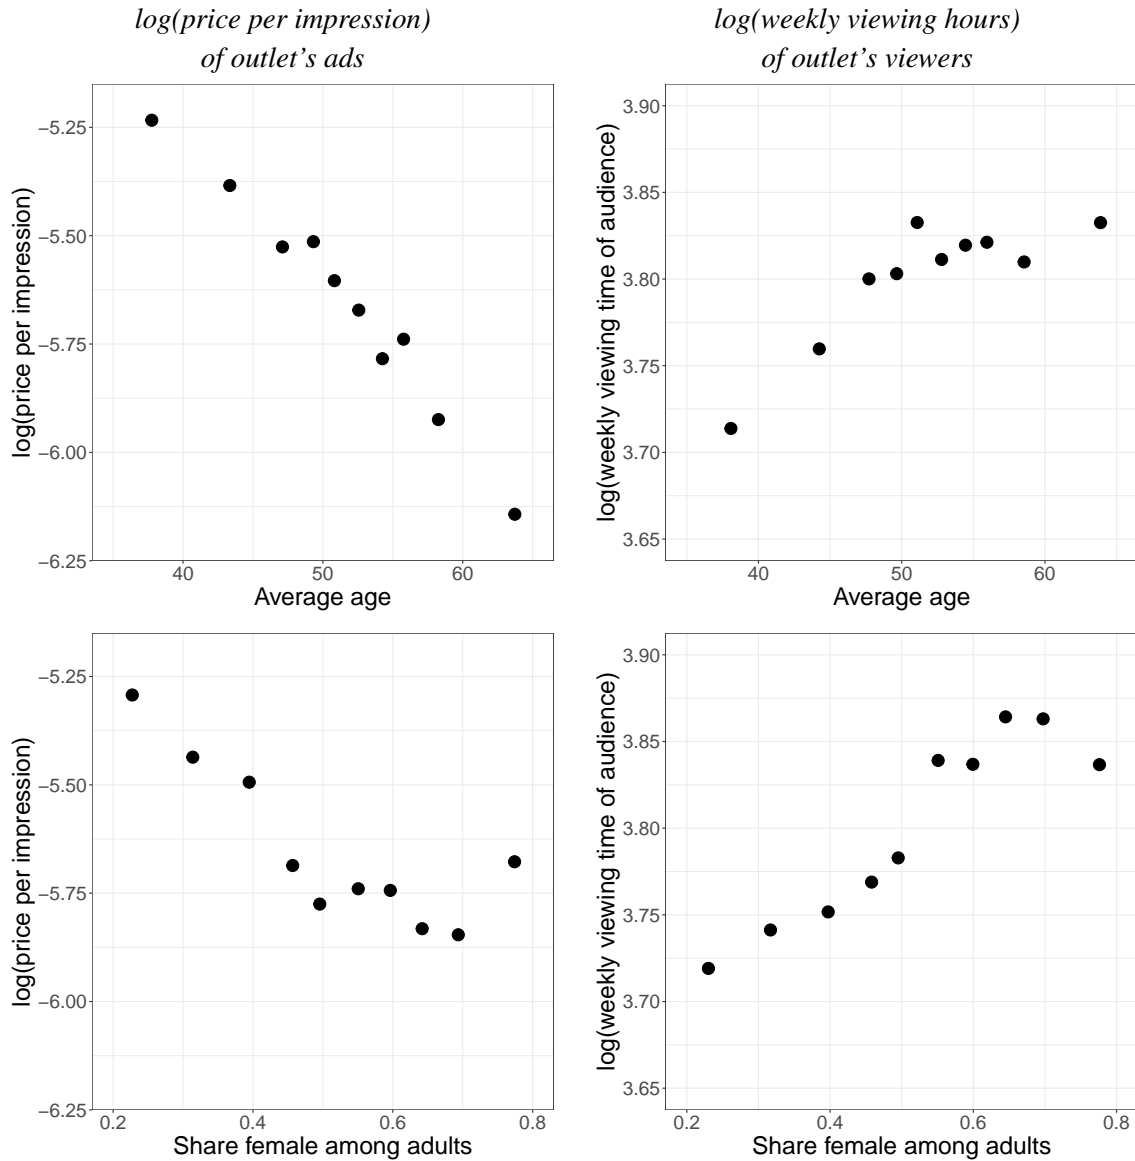 log(price per impression)
of outlet's ads
log(weekly viewing hours)
of outlet's viewers
log(price per impression)
−5.25
−5.50
−5.75
−6.00
−6.25
40 50 60
Average age
log(weekly viewing time of audience)
3.90
3.85
3.80
3.75
3.70
3.65
40 50 60
Average age
log(price per impression)
−5.25
−5.50
−5.75
−6.00
−6.25
0.2 0.4 0.6 0.8
Share female among adults
log(weekly viewing time of audience)
3.90
3.85
3.80
3.75
3.70
3.65
0.2 0.4 0.6 0.8
Share female among adults